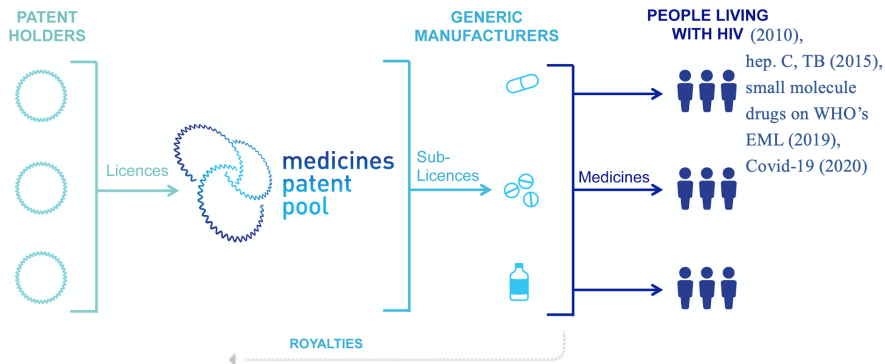 PATENT
HOLDERS
GENERIC
MANUFACTURERS
PEOPLE LIVING
WITH HIV (2010),
hep. C, TB (2015),
small molecule
drugs on WHO’s
EML (2019),
Covid-19 (2020)
Licences
medicines
patent
pool
Sub-
Licences
Medicines
ROYALTIES